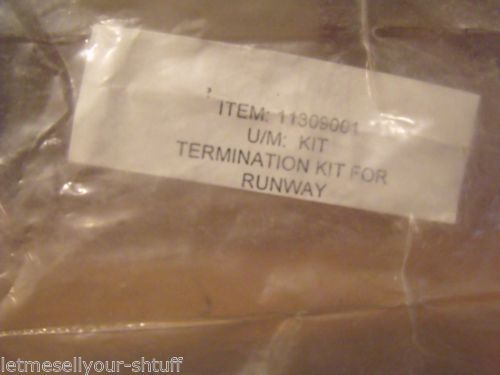 ITEM: 11309001
U/M: KIT
TERMINATION KIT FOR
RUNWAY
letmesellyour-shtuff